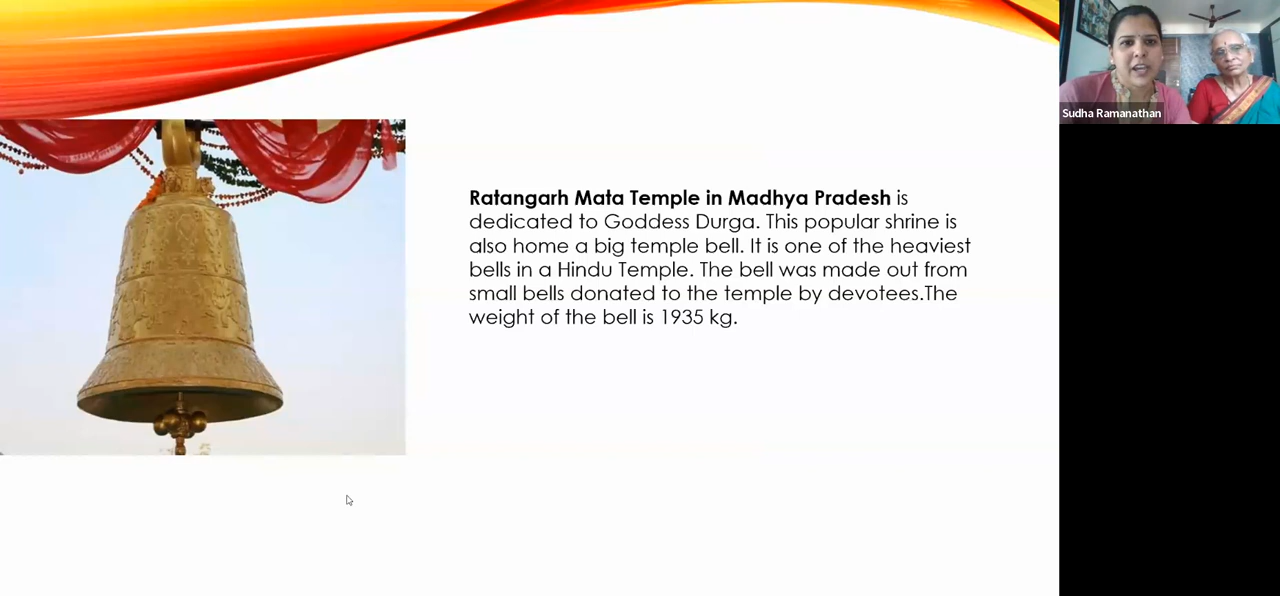 Ratangarh Mata Temple in Madhya Pradesh is
dedicated to Goddess Durga. This popular shrine is
also home a big temple bell. It is one of the heaviest
bells in a Hindu Temple. The bell was made out from
small bells donated to the temple by devotees.The
weight of the bell is 1935 kg.
Sudha Ramanathan